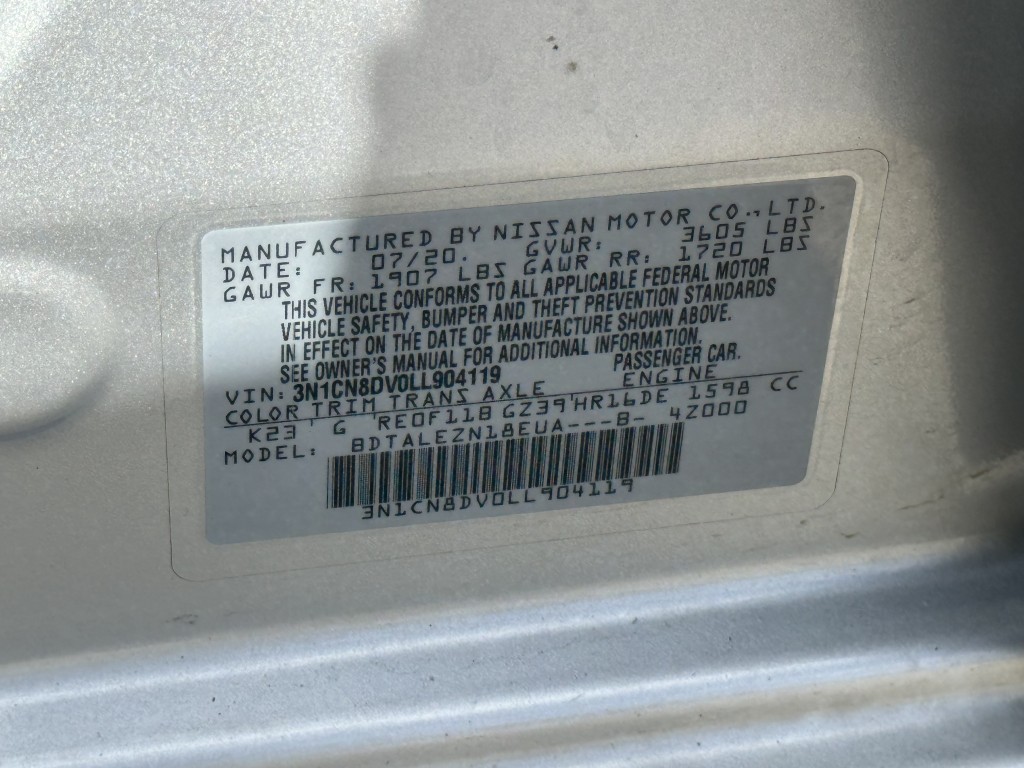 MANUFACTURED BY NISSAN MOTOR CO.,LTD.
DATE: 07/20. GVWR: 3605 LBS
GAWR FR: 1907 LBS GAWR RR: 1720 LBS
THIS VEHICLE CONFORMS TO ALL APPLICABLE FEDERAL MOTOR
VEHICLE SAFETY, BUMPER AND THEFT PREVENTION STANDARDS
IN EFFECT ON THE DATE OF MANUFACTURE SHOWN ABOVE.
SEE OWNER'S MANUAL FOR ADDITIONAL INFORMATION.
VIN: 3N1CN8DV0LL904119 PASSENGER CAR.
COLOR TRIM TRANS AXLE ENGINE
K23 ' G 'RE0F11B GZ39'HR16DE 1598 CC
MODEL: BDTALEZN18EUA---B- 4Z000
3N1CN8DV0LL904119